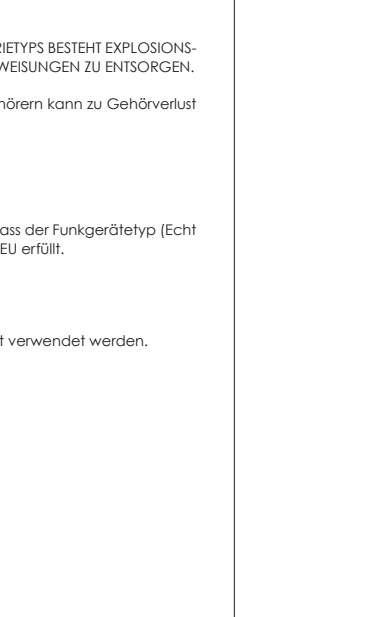 RIETYPS BESTEHT EXPLOSIONS-
WEISUNGEN ZU ENTSORGEN.
hörern kann zu Gehörverlust
ass der Funkgerätetyp (Echt
EU erfüllt.
t verwendet werden.